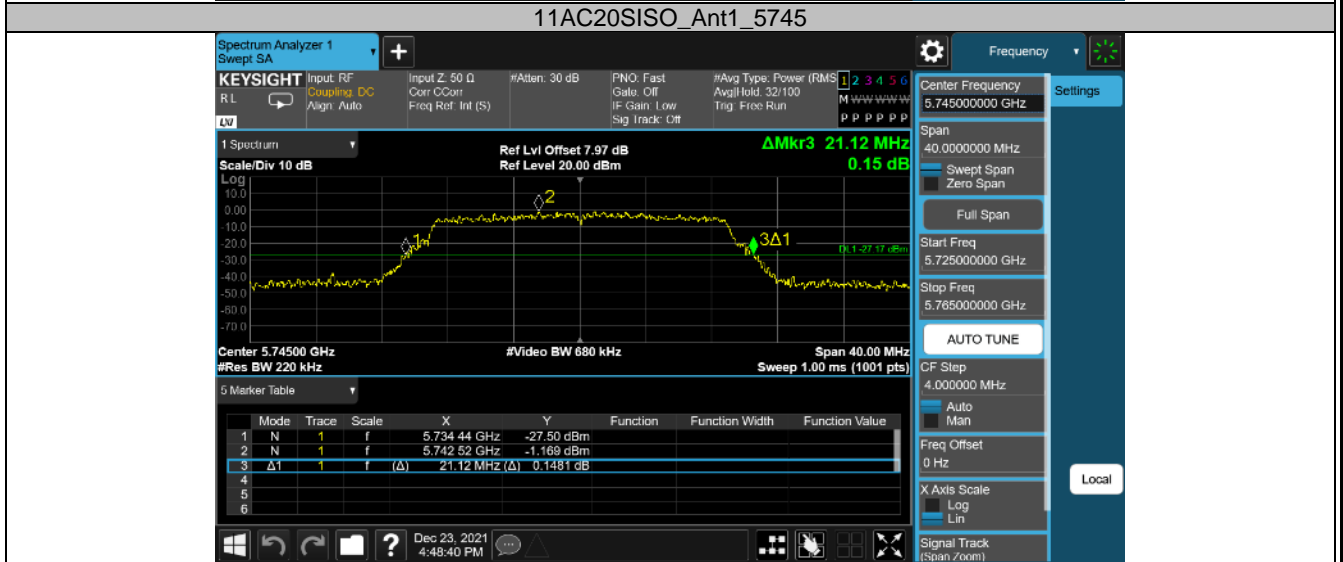 11AC20SISO_Ant1_5745
Spectrum Analyzer 1
Swept SA
+
Frequency
KEYSIGHT
R L
LXI
Input: RF
Coupling: DC
Align: Auto
Input Z: 50 Ω
Corr CCorr
Freq Ref: Int (S)
#Atten: 30 dB
PNO: Fast
Gate: Off
IF Gain: Low
Sig Track: Off
#Avg Type: Power (RMS
Avg|Hold: 32/100
Trig: Free Run
1 2 3 4 5 6
M W W W W W
P P P P P P
Center Frequency
5.745000000 GHz
Settings
1 Spectrum
Scale/Div 10 dB
Ref Lvl Offset 7.97 dB
Ref Level 20.00 dBm
ΔMkr3 21.12 MHz
0.15 dB
Log
10.0
0.00
-10.0
-20.0
-30.0
-40.0
-50.0
-60.0
-70.0
1
2
3Δ1
DL1 -27.17 dBm
Center 5.74500 GHz
#Res BW 220 kHz
#Video BW 680 kHz
Span 40.00 MHz
Sweep 1.00 ms (1001 pts)
Span
40.0000000 MHz
Swept Span
Zero Span
Full Span
Start Freq
5.725000000 GHz
Stop Freq
5.765000000 GHz
AUTO TUNE
CF Step
4.000000 MHz
Auto
Man
Freq Offset
0 Hz
X Axis Scale
Log
Lin
Signal Track
(Span Zoom)
Local
5 Marker Table
Mode Trace Scale X Y Function Function Width Function Value
1 N 1 f 5.734 44 GHz -27.50 dBm
2 N 1 f 5.742 52 GHz -1.169 dBm
3 Δ1 1 f (Δ) 21.12 MHz (Δ) 0.1481 dB
4
5
6
?
Dec 23, 2021
4:48:40 PM